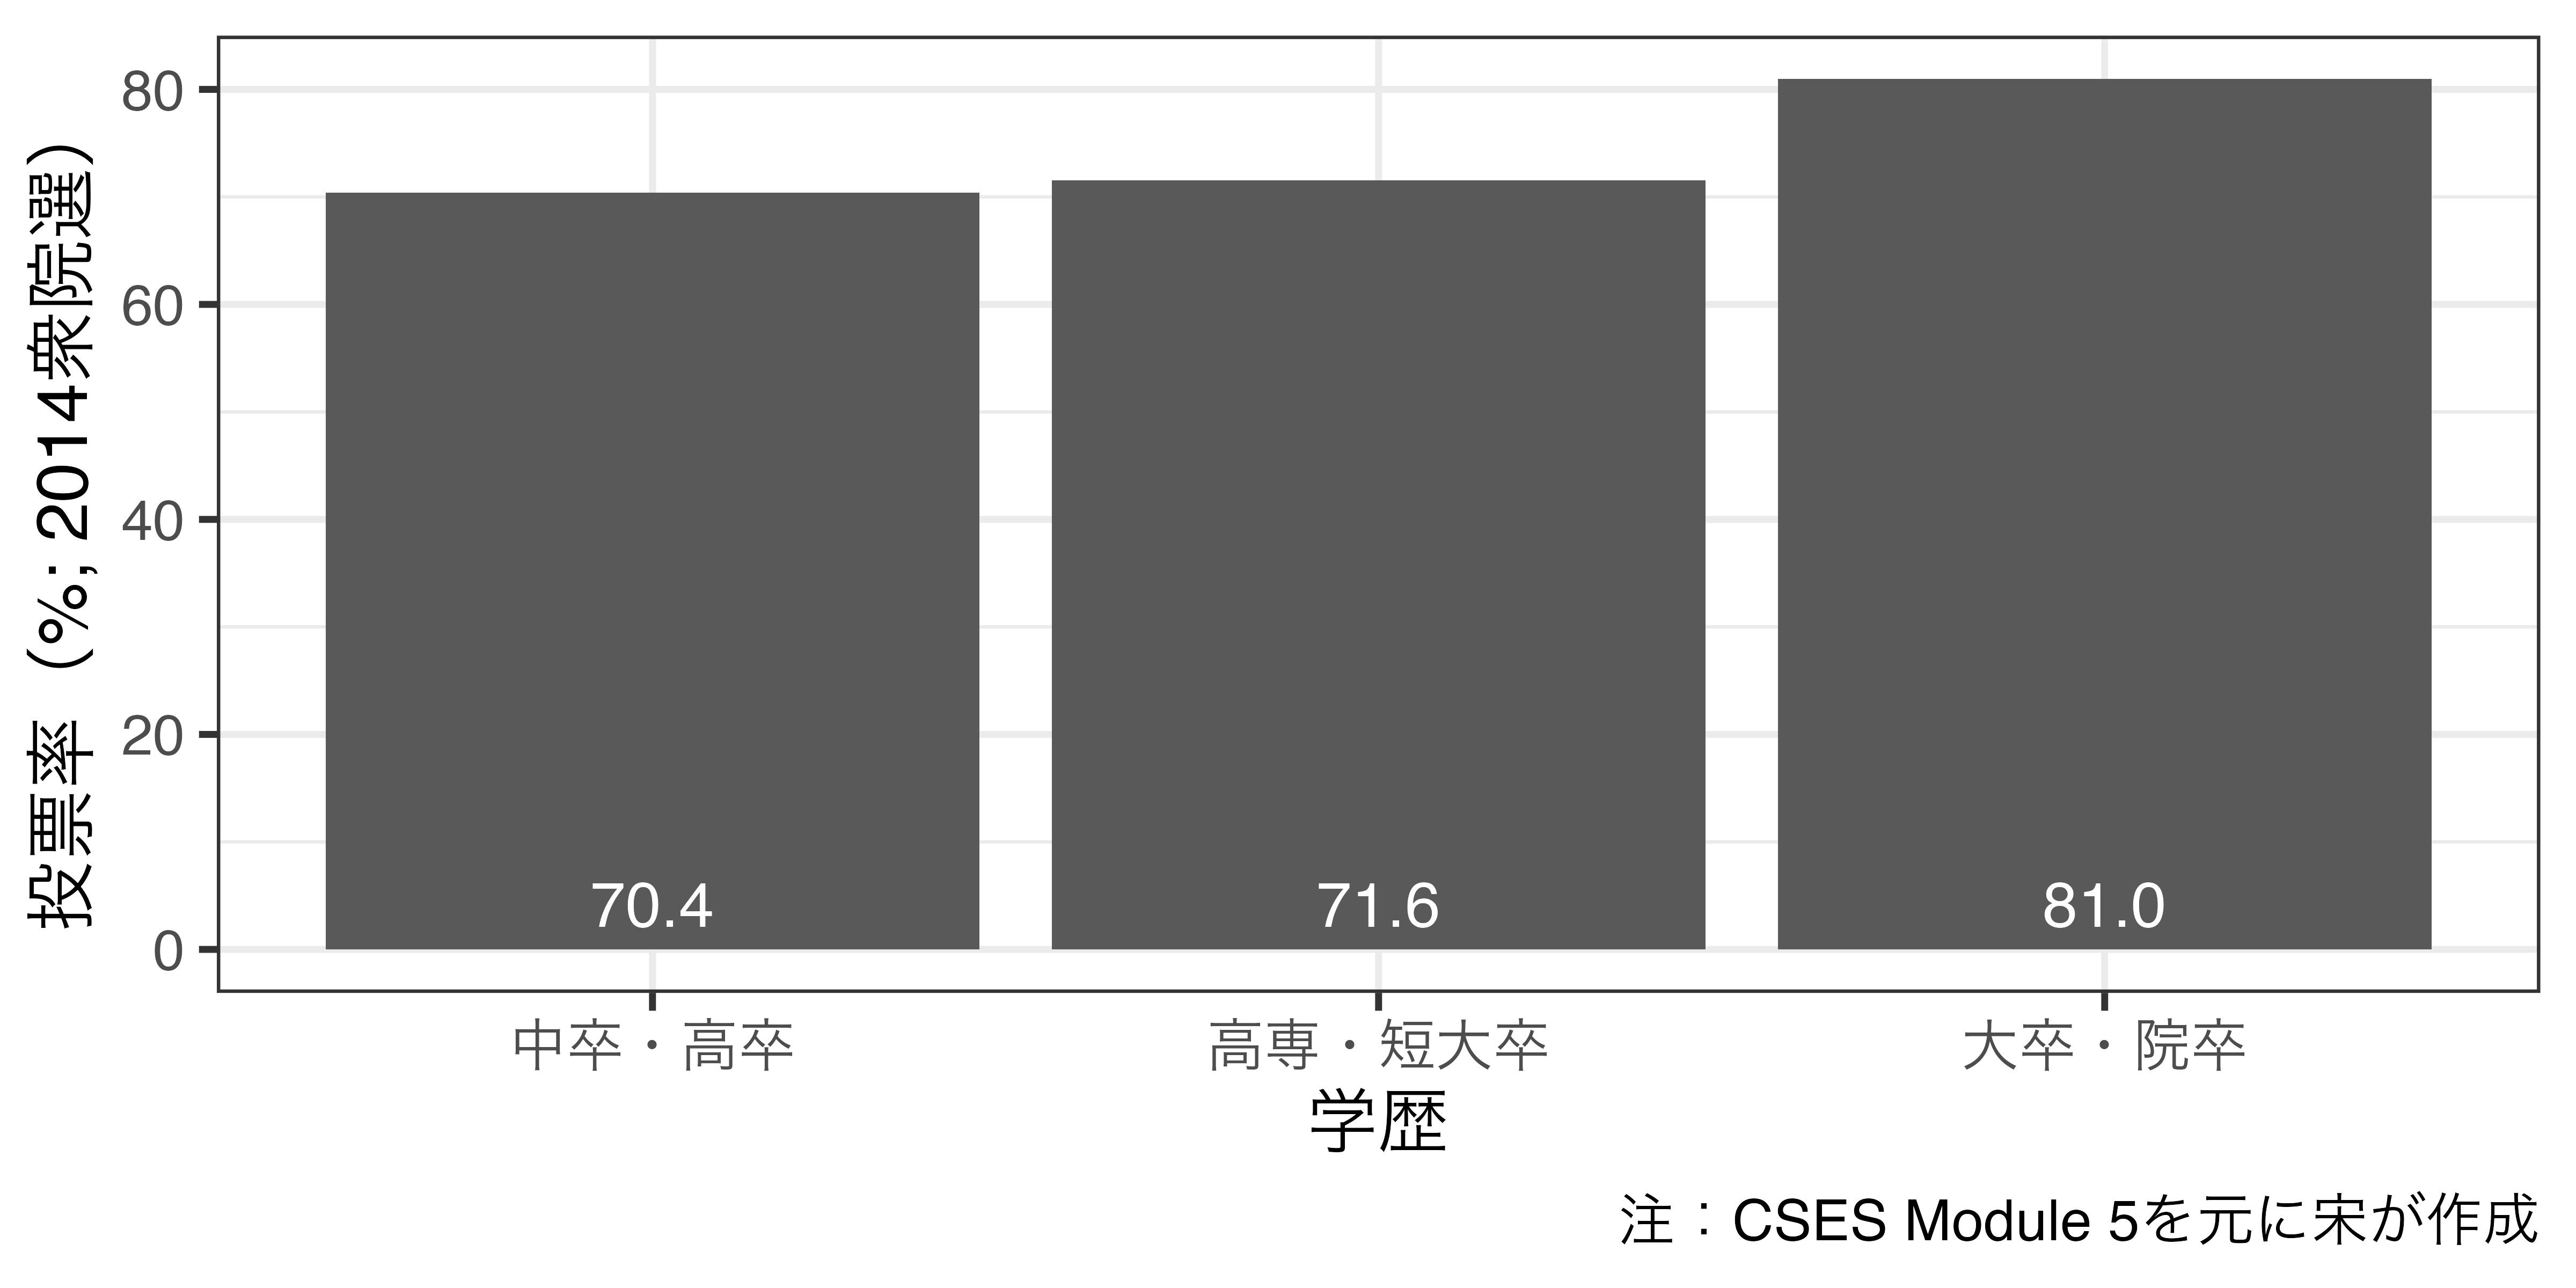 投票率（%; 2014衆院選）
80
60
40
20
0
70.4
71.6
81.0
中卒・高卒
高専・短大卒
大卒・院卒
学歴
注：CSES Module 5を元に宋が作成